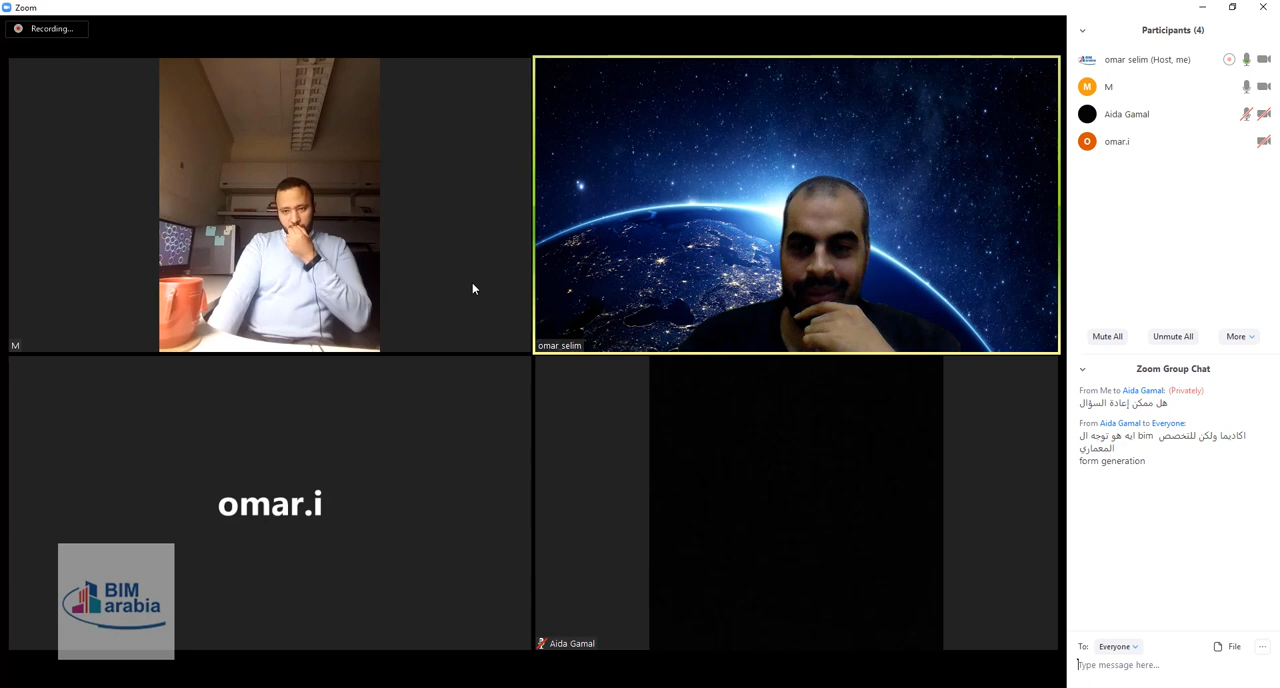 Zoom
Recording...
M
omar selim
omar.i
BIM
arabia
Aida Gamal
Participants (4)
omar selim (Host, me)
M
M
Aida Gamal
O
omar.i
Mute All
Unmute All
More
Zoom Group Chat
From Me to Aida Gamal: (Privately)
هل ممكن إعادة السؤال
From Aida Gamal to Everyone:
ايه هو توجه ال bim اكاديما ولكن للتخصص
المعماري
form generation
To: Everyone
File
Type message here...